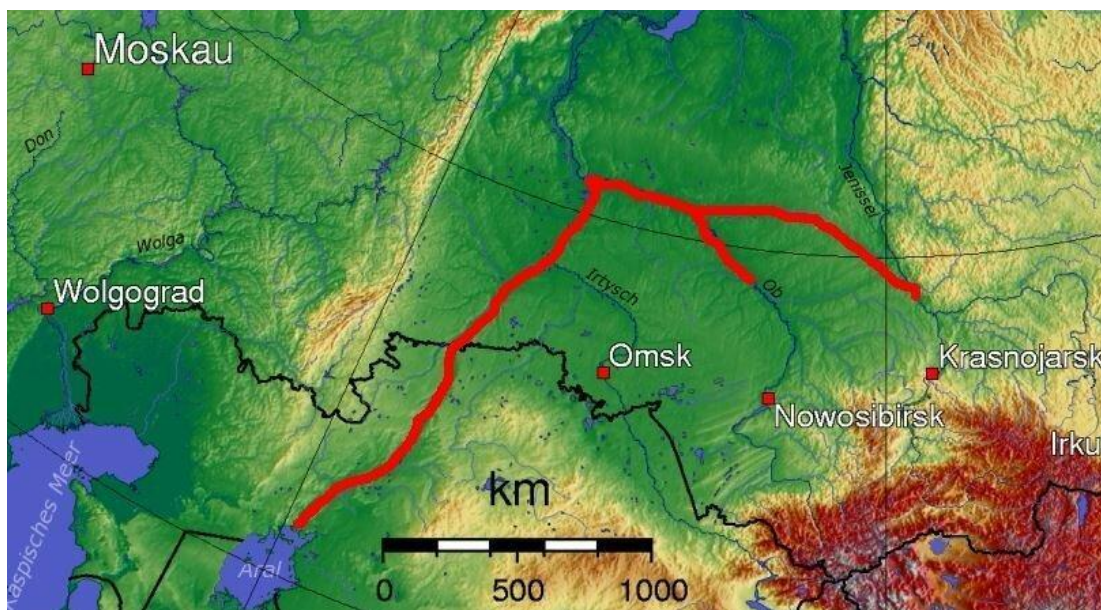 Moskau
Don
Jenissei
Wolga
Wolgograd
Irtysch
Ob
Omsk
Krasnojarsk
Nowosibirsk
Irku
km
Kaspisches Meer
Aral
0 500 1000